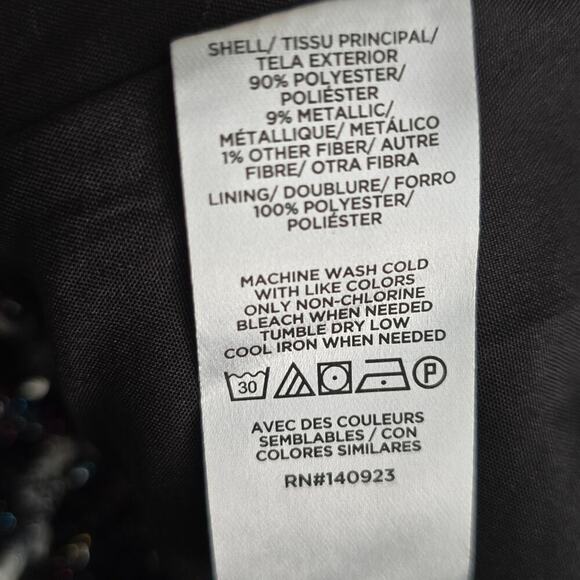 SHELL/ TISSU PRINCIPAL/
TELA EXTERIOR
90% POLYESTER/
POLIÉSTER
9% METALLIC/
MÉTALLIQUE/ METÁLICO
1% OTHER FIBER/ AUTRE
FIBRE/ OTRA FIBRA
LINING/ DOUBLURE/ FORRO
100% POLYESTER/
POLIÉSTER
MACHINE WASH COLD
WITH LIKE COLORS
ONLY NON-CHLORINE
BLEACH WHEN NEEDED
TUMBLE DRY LOW
COOL IRON WHEN NEEDED
30 P
AVEC DES COULEURS
SEMBLABLES / CON
COLORES SIMILARES
RN#140923